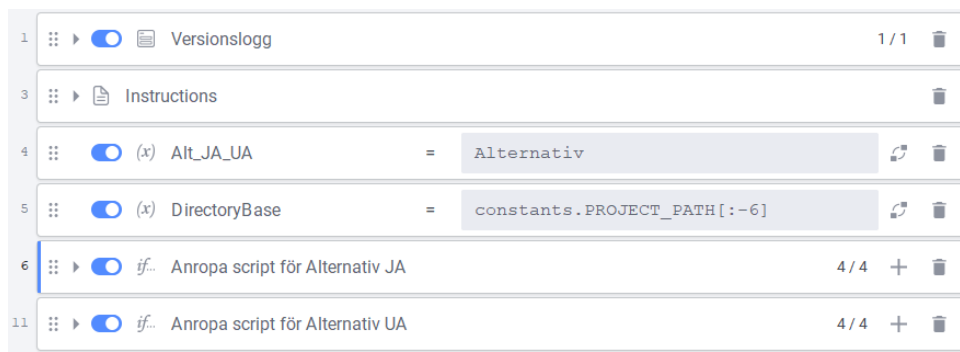 1 Versionslogg 1 / 1
3 Instructions
4 (x) Alt_JA_UA = Alternativ
5 (x) DirectoryBase = constants.PROJECT_PATH[:-6]
6 if... Anropa script för Alternativ JA 4 / 4
11 if... Anropa script för Alternativ UA 4 / 4